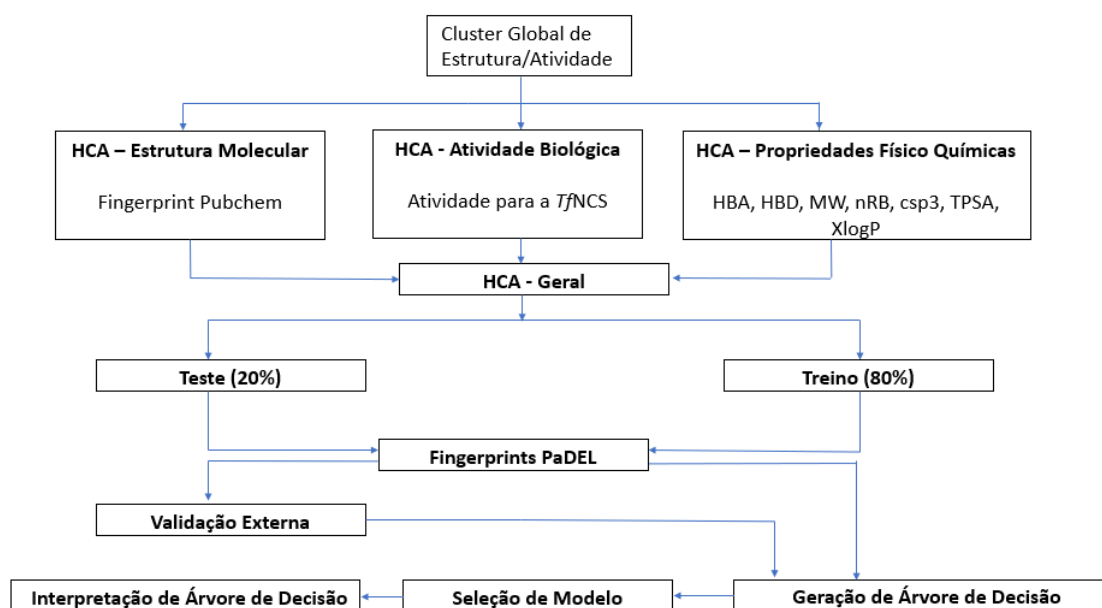 Cluster Global de
Estrutura/Atividade
HCA – Estrutura Molecular
Fingerprint Pubchem
HCA - Atividade Biológica
Atividade para a TfNCS
HCA – Propriedades Físico Químicas
HBA, HBD, MW, nRB, csp3, TPSA,
XlogP
HCA - Geral
Teste (20%)
Treino (80%)
Fingerprints PaDEL
Validação Externa
Interpretação de Árvore de Decisão
Seleção de Modelo
Geração de Árvore de Decisão